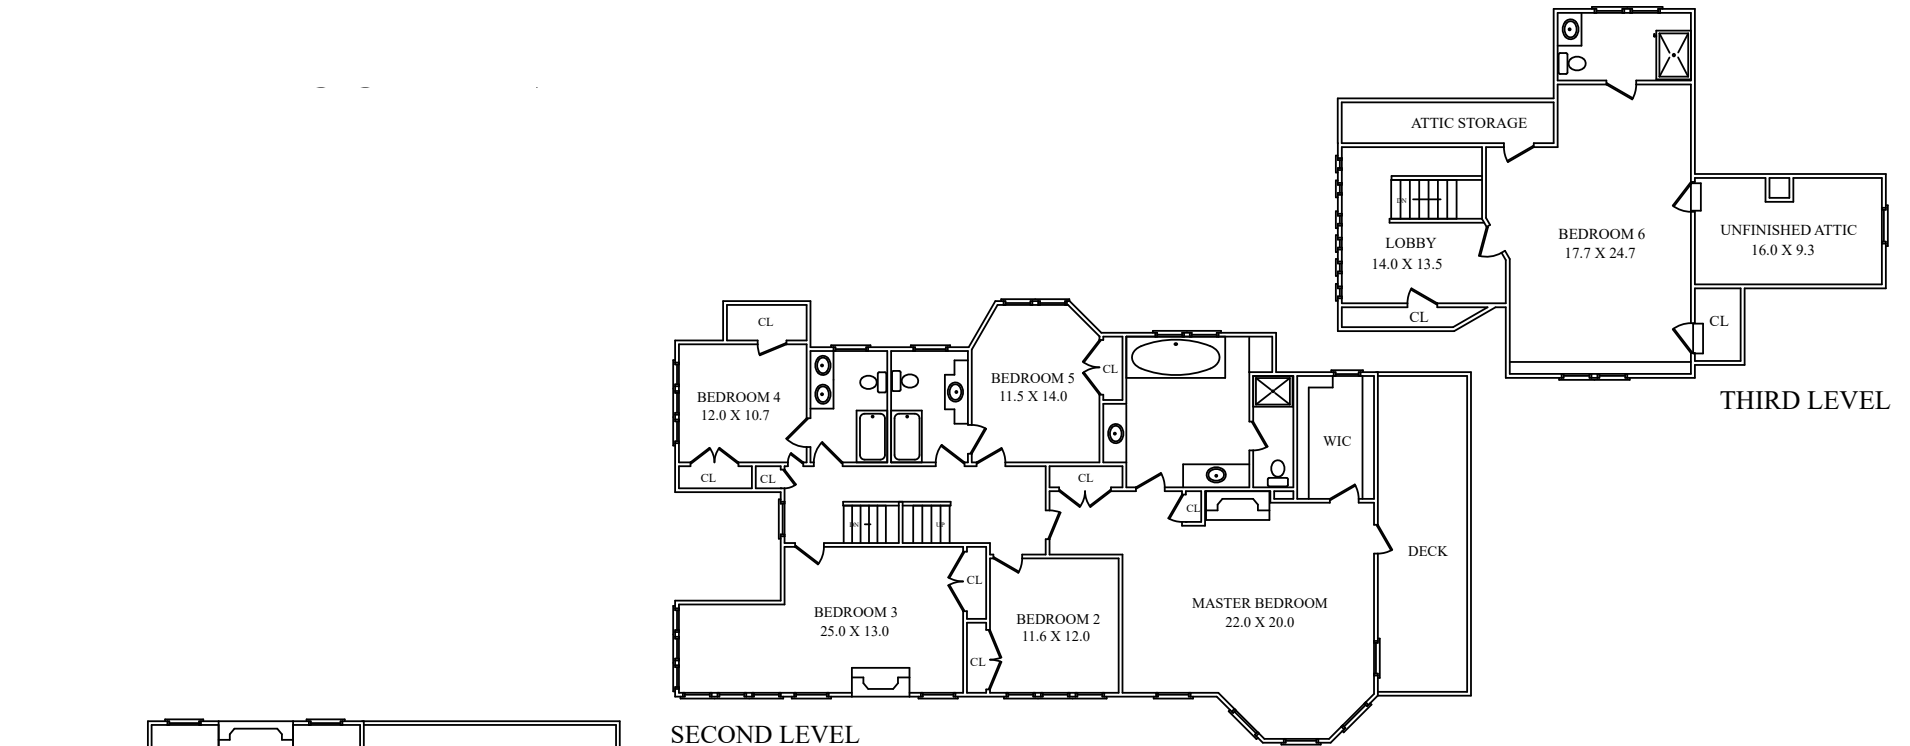 ATTIC STORAGE
DN
LOBBY
14.0 X 13.5
CL
BEDROOM 6
17.7 X 24.7
UNFINISHED ATTIC
16.0 X 9.3
CL
THIRD LEVEL
CL
BEDROOM 4
12.0 X 10.7
CL
CL
BEDROOM 5
11.5 X 14.0
CL
CL
WIC
CL
DN
UP
DECK
BEDROOM 3
25.0 X 13.0
CL
CL
BEDROOM 2
11.6 X 12.0
MASTER BEDROOM
22.0 X 20.0
SECOND LEVEL